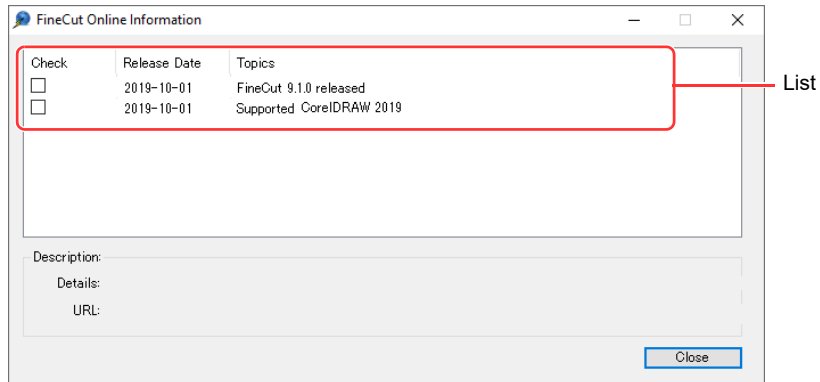 FineCut Online Information
Check Release Date Topics
2019-10-01 FineCut 9.1.0 released
2019-10-01 Supported CorelDRAW 2019
List
Description:
Details:
URL:
Close